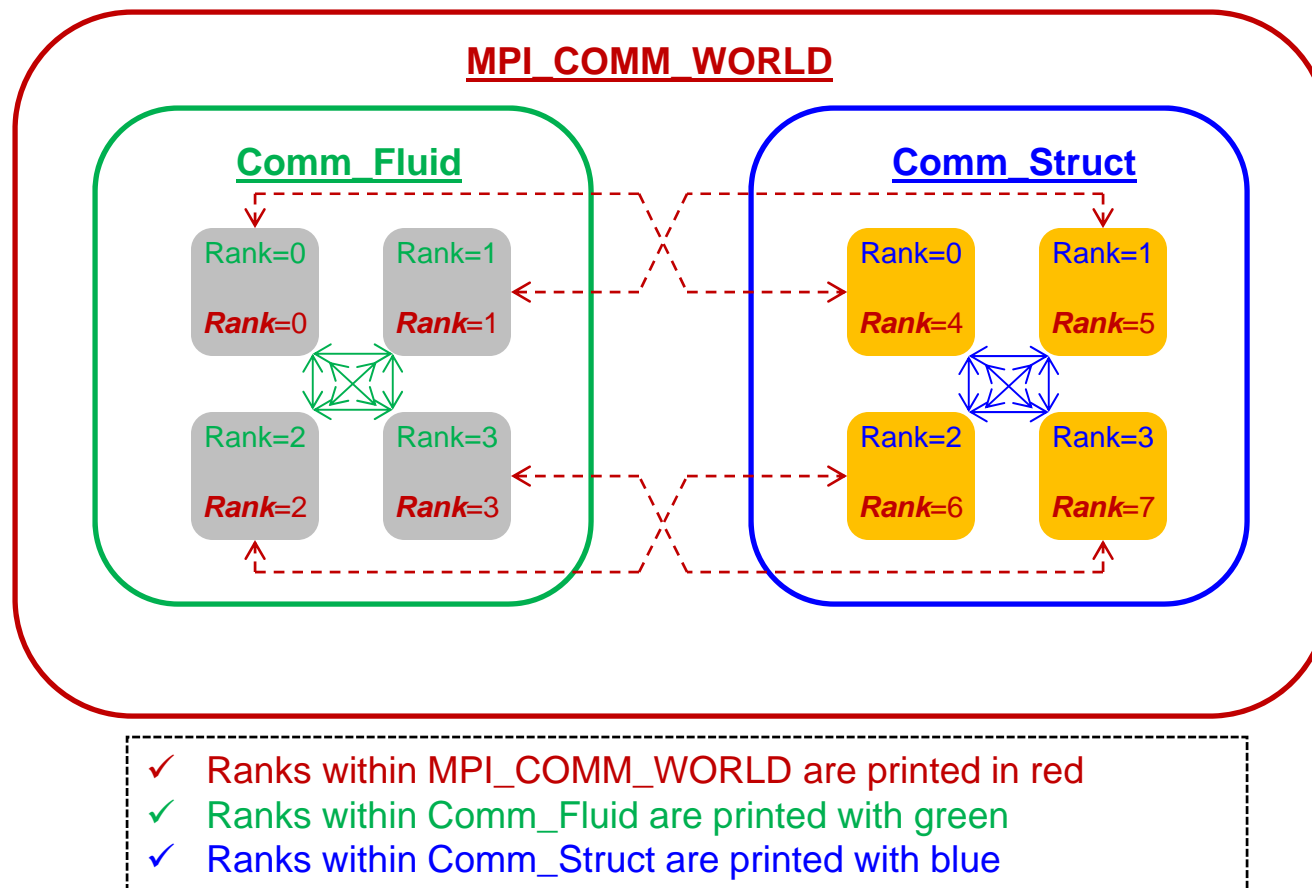 MPI_COMM_WORLD
Comm_Fluid
Comm_Struct
Rank=0
Rank=1
Rank=0
Rank=1
Rank=0
Rank=1
Rank=4
Rank=5
Rank=2
Rank=3
Rank=2
Rank=3
Rank=2
Rank=3
Rank=6
Rank=7
✓ Ranks within MPI_COMM_WORLD are printed in red
✓ Ranks within Comm_Fluid are printed with green
✓ Ranks within Comm_Struct are printed with blue